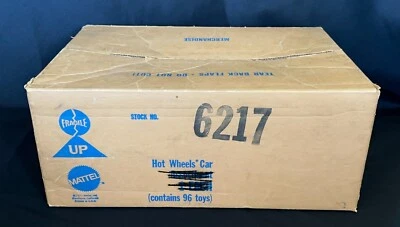 MERCHANDISE
TEAR BACK FLAPS - DO NOT CUT!
FRAGILE
UP
STOCK NO.
6217
MATTEL
Hot Wheels® Car
(contains 96 toys)